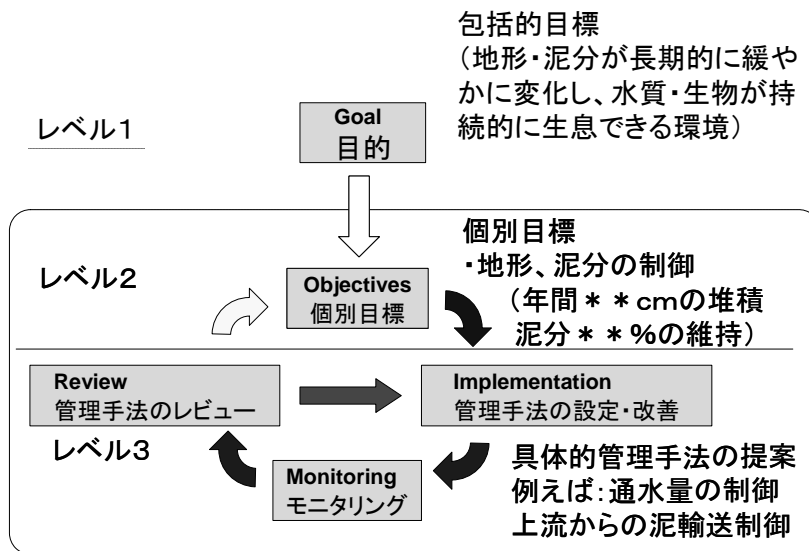 包括的目標
（地形・泥分が長期的に緩や
かに変化し、水質・生物が持
続的に生息できる環境）
レベル１
Goal
目的
レベル２
Objectives
個別目標
個別目標
・地形、泥分の制御
（年間＊＊cmの堆積
泥分＊＊%の維持）
Review
管理手法のレビュー
Implementation
管理手法の設定・改善
レベル３
Monitoring
モニタリング
具体的管理手法の提案
例えば：通水量の制御
上流からの泥輸送制御